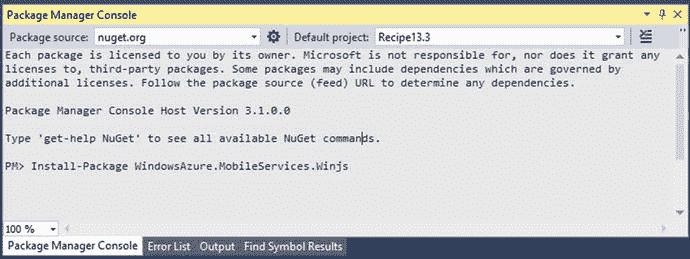 Package Manager Console
Package source: nuget.org Default project: Recipe13.3
Each package is licensed to you by its owner. Microsoft is not responsible for, nor does it grant any
licenses to, third-party packages. Some packages may include dependencies which are governed by
additional licenses. Follow the package source (feed) URL to determine any dependencies.
Package Manager Console Host Version 3.1.0.0
Type 'get-help NuGet' to see all available NuGet commands.
PM> Install-Package WindowsAzure.MobileServices.Winjs
100 %
Package Manager Console Error List Output Find Symbol Results